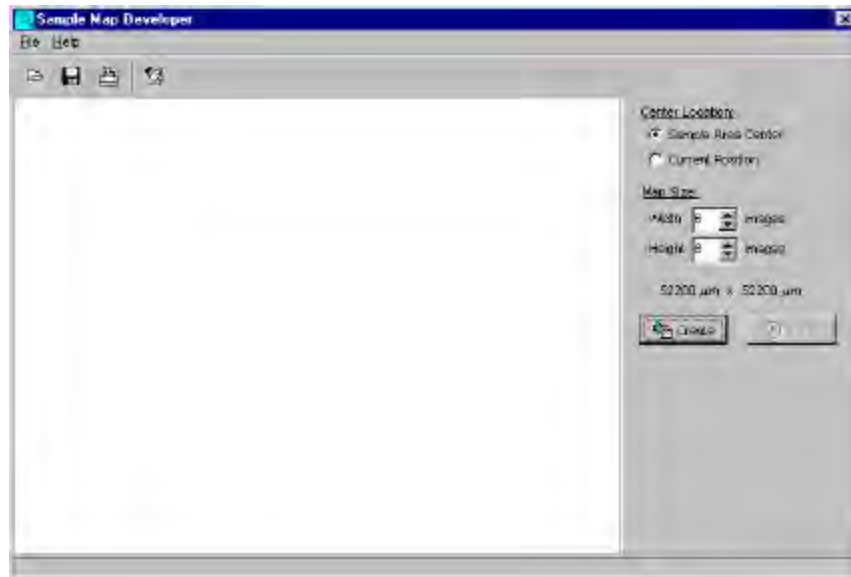 Sample Map Developer
File Help
Center Location:
Sample Area Center
Current Position
Map Size:
Width 8 images
Height 8 images
52200 µm x 52200 µm
Create